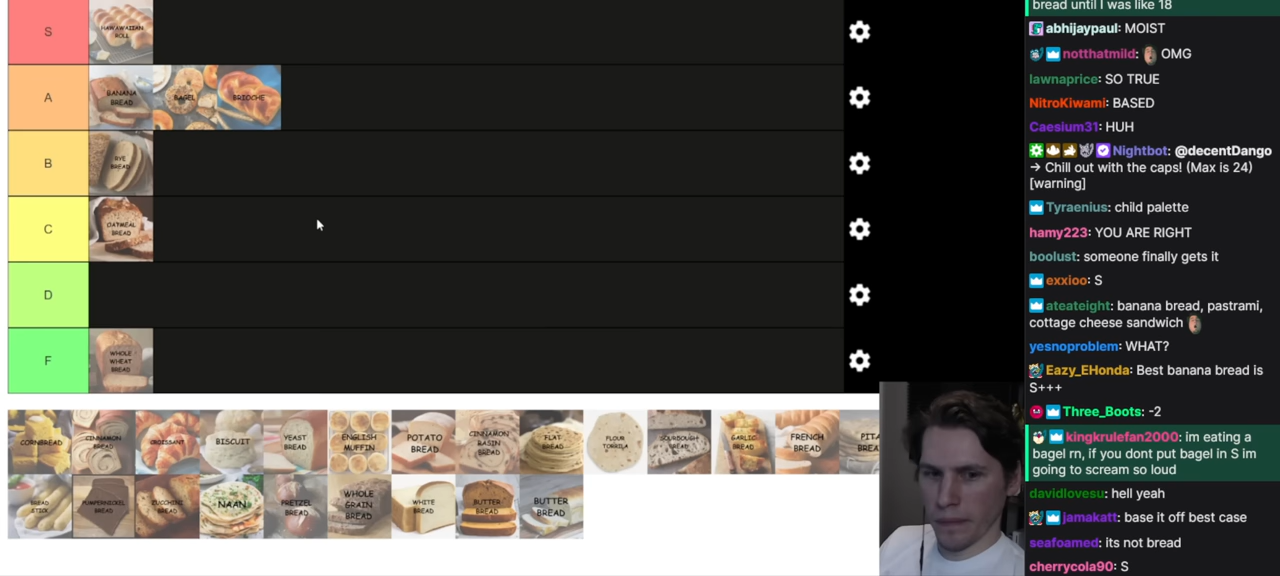 S
HAWAWAIIAN
ROLL
A
BANANA
BREAD
BAGEL
BRIOCHE
B
RYE
BREAD
C
OATMEAL
BREAD
D
F
WHOLE
WHEAT
BREAD
CORNBREAD
CINNAMON
BREAD
CROISSANT
BISCUIT
YEAST
BREAD
ENGLISH
MUFFIN
POTATO
BREAD
CINNAMON
RASIN
BREAD
FLAT
BREAD
FLOUR
TORRILA
SOURDOUGH
BREAD
GARLIC
BREAD
FRENCH
BREAD
PITA
BREAD
STICK
PUMPERNICKEL
BREAD
ZUCCHINI
BREAD
NAAN
PRETZEL
BREAD
WHOLE
GRAIN
BREAD
WHITE
BREAD
BUTTER
BREAD
BUTTER
BREAD
bread until I was like 18
abhijaypaul: MOIST
notthatmild: OMG
lawnaprice: SO TRUE
NitroKiwami: BASED
Caesium31: HUH
Nightbot: @decentDango
→ Chill out with the caps! (Max is 24)
[warning]
Tyraenius: child palette
hamy223: YOU ARE RIGHT
boolust: someone finally gets it
exxioo: S
ateateight: banana bread, pastrami,
cottage cheese sandwich
yesnoproblem: WHAT?
Eazy_EHonda: Best banana bread is
S+++
Three_Boots: -2
kingkrulefan2000: im eating a
bagel rn, if you dont put bagel in S im
going to scream so loud
davidlovesu: hell yeah
jamakatt: base it off best case
seafoamed: its not bread
cherrycola90: S